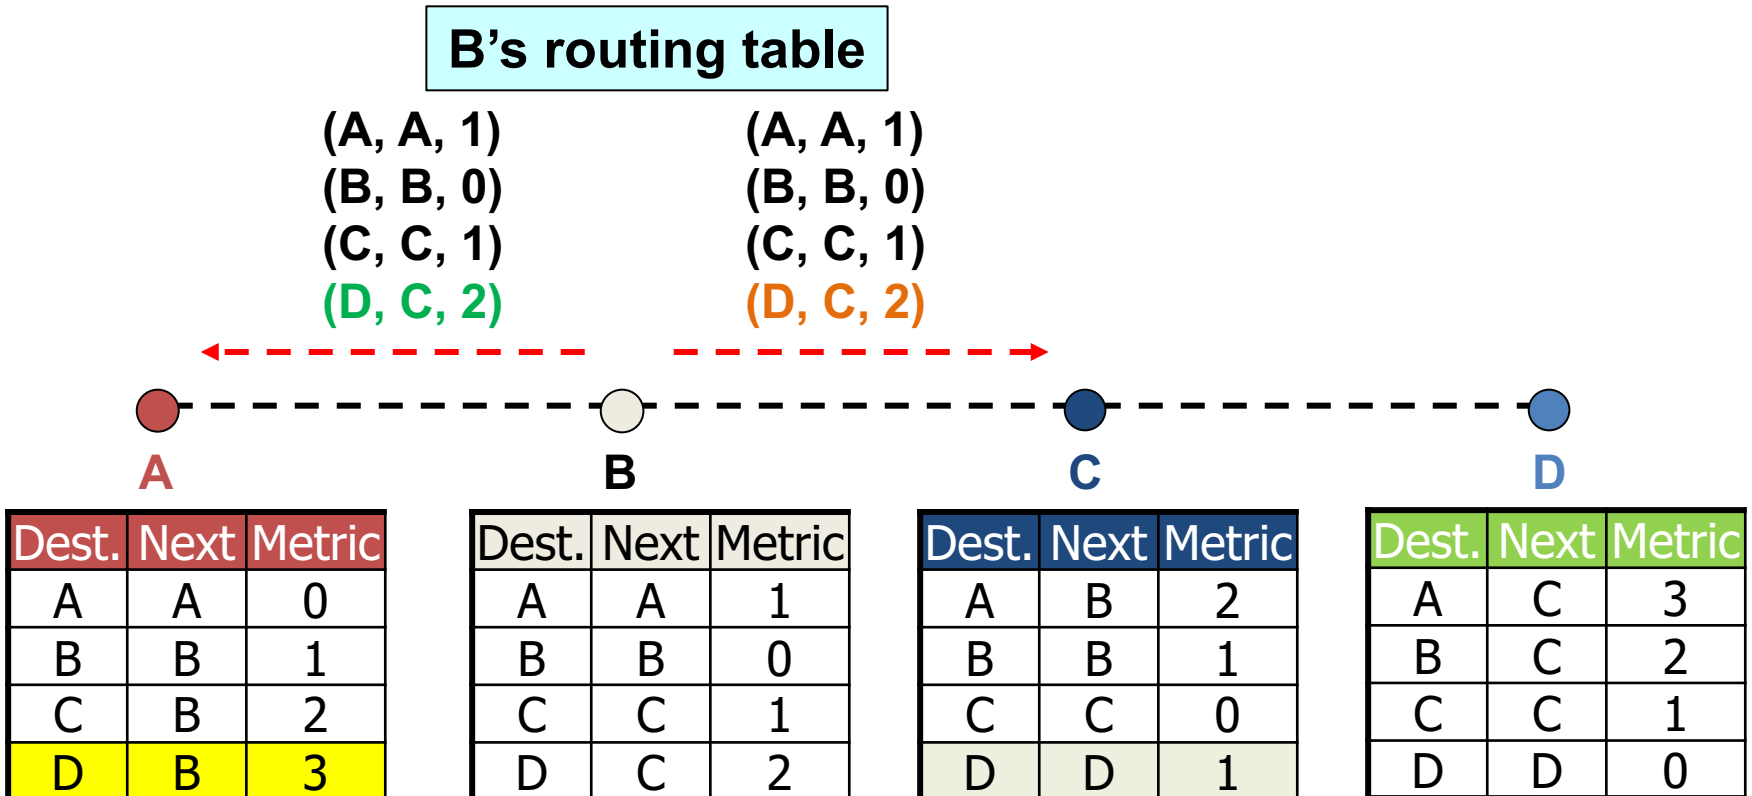 B’s routing table
(A, A, 1) (A, A, 1)
(B, B, 0) (B, B, 0)
(C, C, 1) (C, C, 1)
(D, C, 2) (D, C, 2)
A B C D
Dest. Next Metric Dest. Next Metric Dest. Next Metric Dest. Next Metric
A A 0 A A 1 A B 2 A C 3
B B 1 B B 0 B B 1 B C 2
C B 2 C C 1 C C 0 C C 1
D B 3 D C 2 D D 1 D D 0